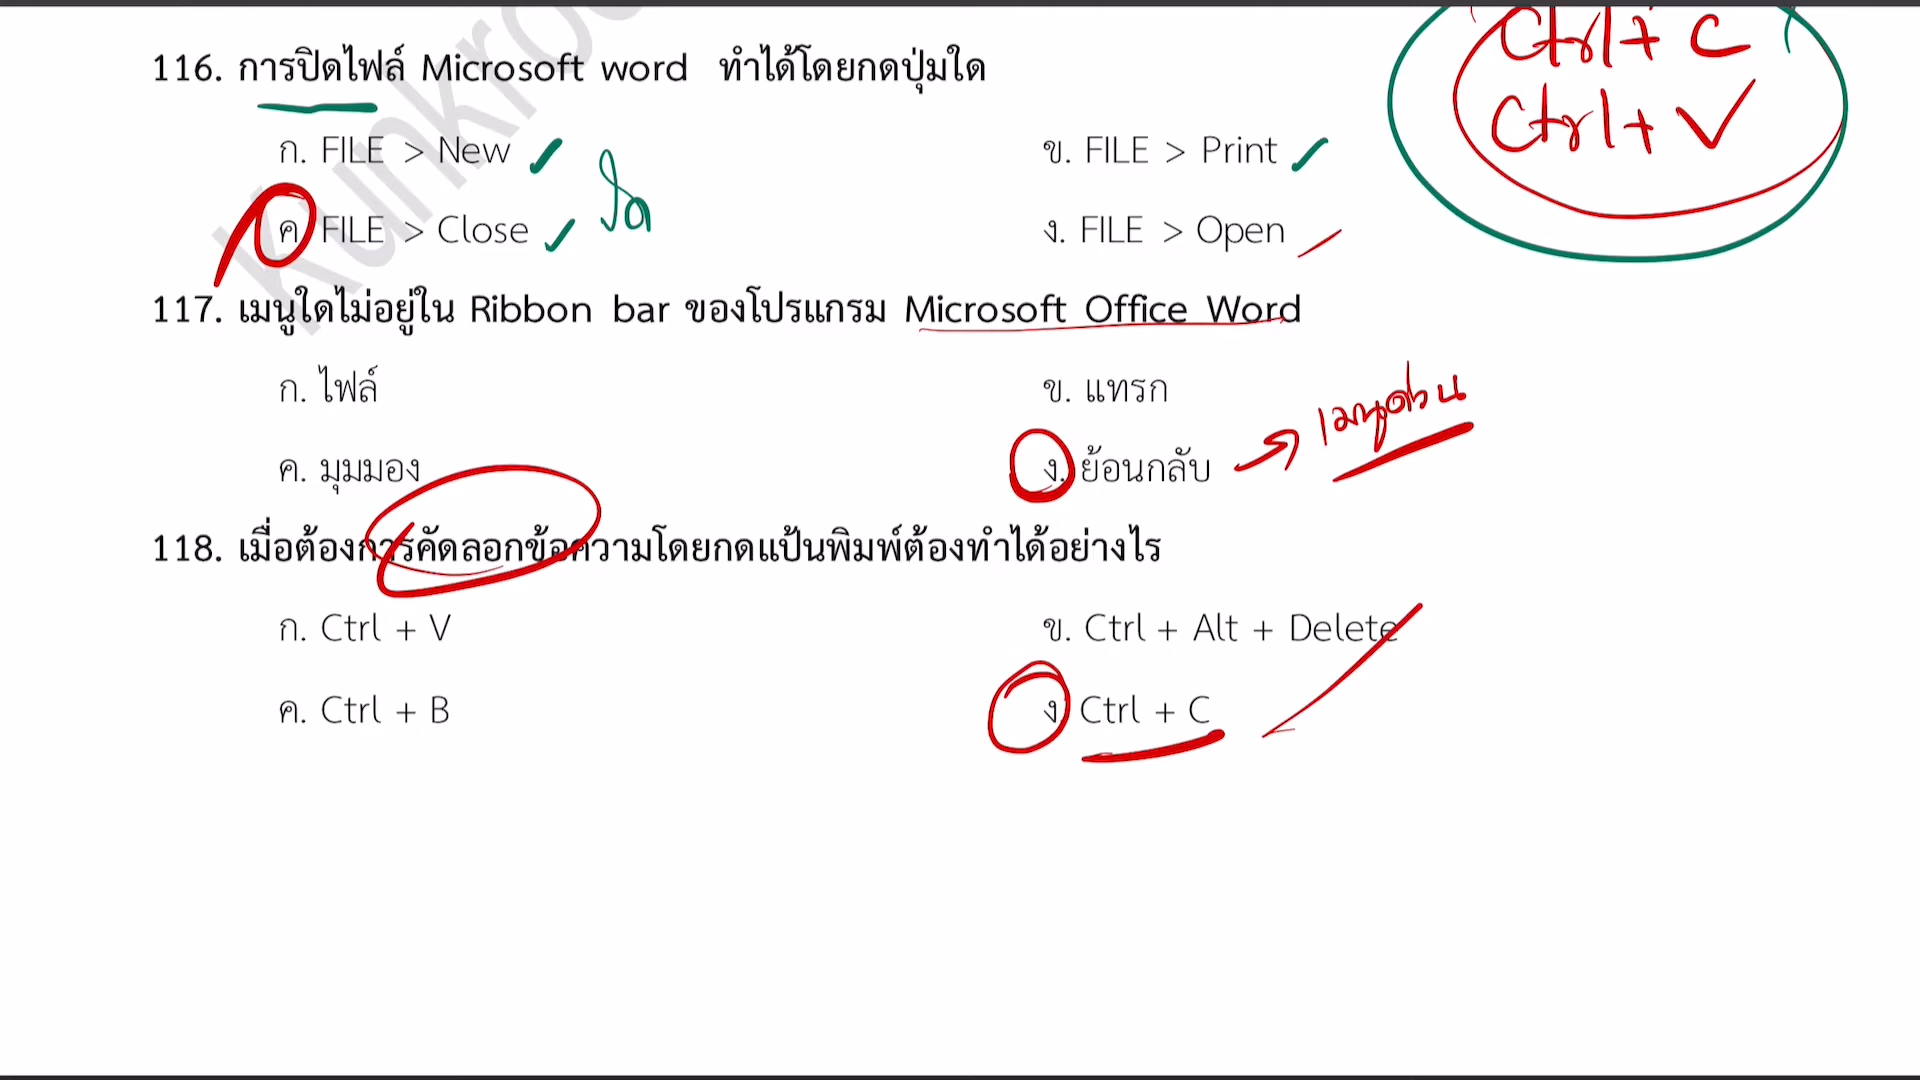 Ctrl + C
Ctrl + V
116. การปิดไฟล์ Microsoft word ทำได้โดยกดปุ่มใด
ก. FILE > New
ข. FILE > Print
ค. FILE > Close
ง. FILE > Open
117. เมนูใดไม่อยู่ใน Ribbon bar ของโปรแกรม Microsoft Office Word
ก. ไฟล์
ข. แทรก
เมนูด่วน
ค. มุมมอง
ง. ย้อนกลับ
118. เมื่อต้องการคัดลอกข้อความโดยกดแป้นพิมพ์ต้องทำได้อย่างไร
ก. Ctrl + V
ข. Ctrl + Alt + Delete
ค. Ctrl + B
ง. Ctrl + C